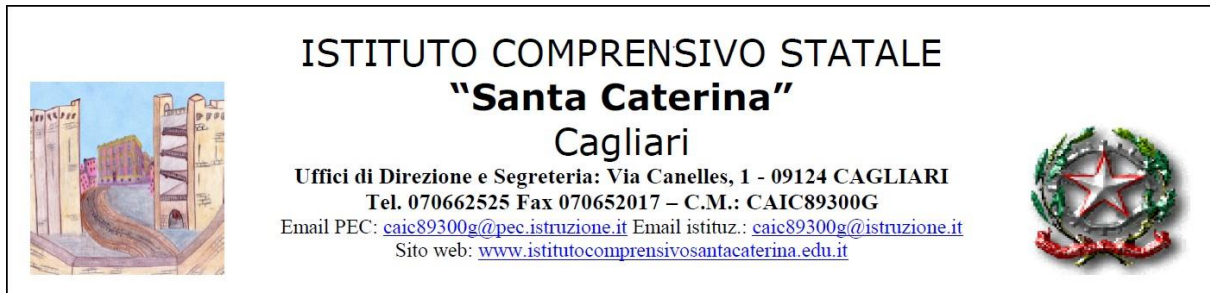 ISTITUTO COMPRENSIVO STATALE
“Santa Caterina”
Cagliari
Uffici di Direzione e Segreteria: Via Canelles, 1 - 09124 CAGLIARI
Tel. 070662525 Fax 070652017 – C.M.: CAIC89300G
Email PEC: caic89300g@pec.istruzione.it Email istituz.: caic89300g@istruzione.it
Sito web: www.istitutocomprensivosantacaterina.edu.it